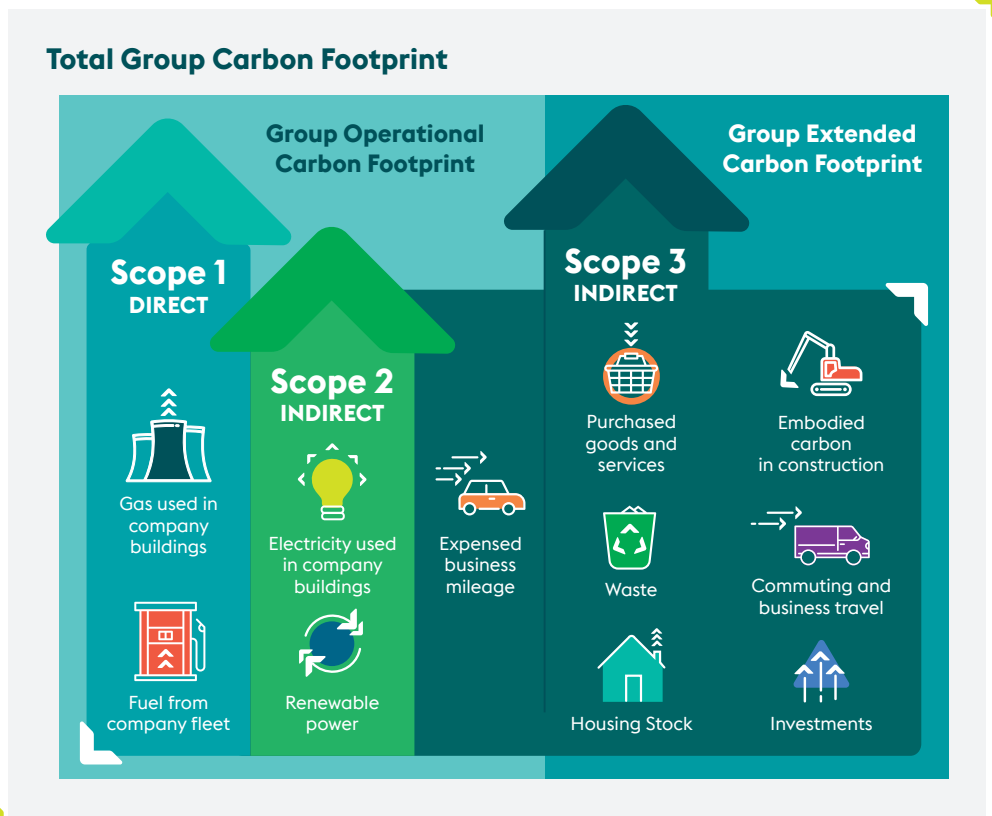 Total Group Carbon Footprint
Group Operational
Carbon Footprint
Group Extended
Carbon Footprint
Scope 1
DIRECT
Gas used in
company
buildings
Fuel from
company fleet
Scope 2
INDIRECT
Electricity used
in company
buildings
Renewable
power
Expensed
business
mileage
Scope 3
INDIRECT
Purchased
goods and
services
Embodied
carbon
in construction
Waste
Commuting and
business travel
Housing Stock
Investments